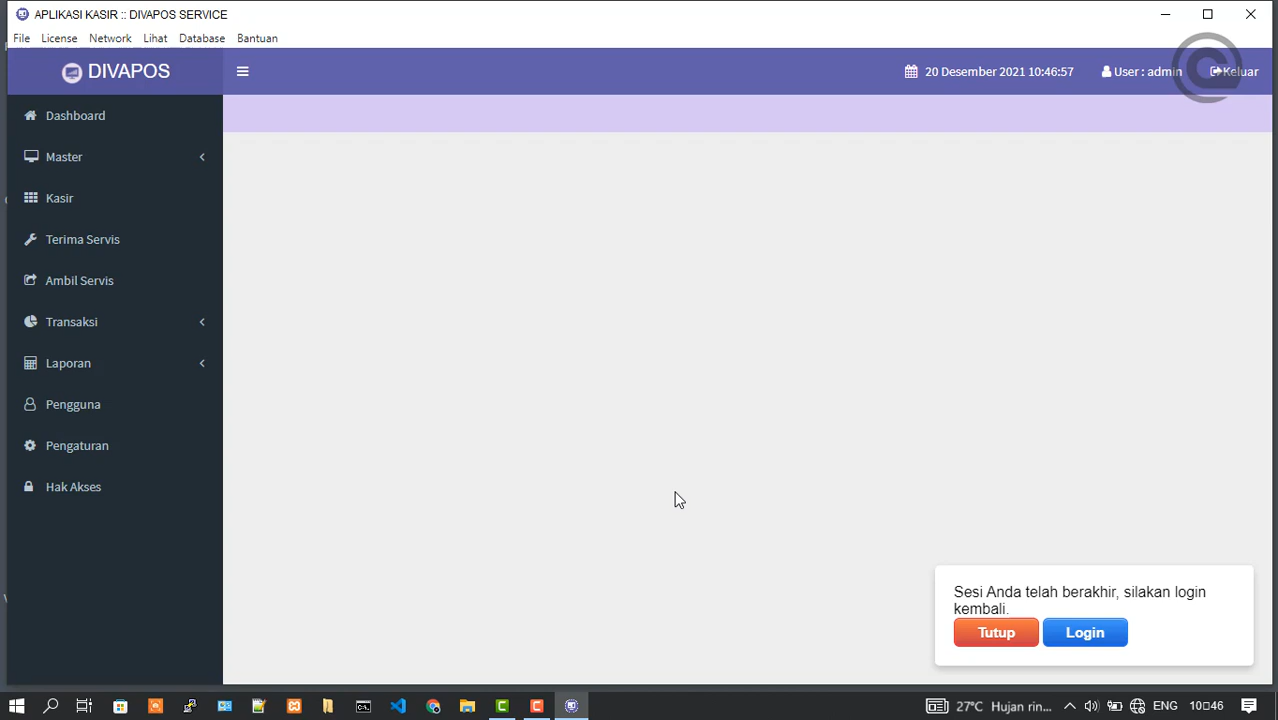 APLIKASI KASIR :: DIVAPOS SERVICE
File License Network Lihat Database Bantuan
DIVAPOS
20 Desember 2021 10:46:57 User : admin Keluar
Dashboard
Master
Kasir
Terima Servis
Ambil Servis
Transaksi
Laporan
Pengguna
Pengaturan
Hak Akses
Sesi Anda telah berakhir, silakan login
kembali.
Tutup Login
27°C Hujan rin... ENG 10:46